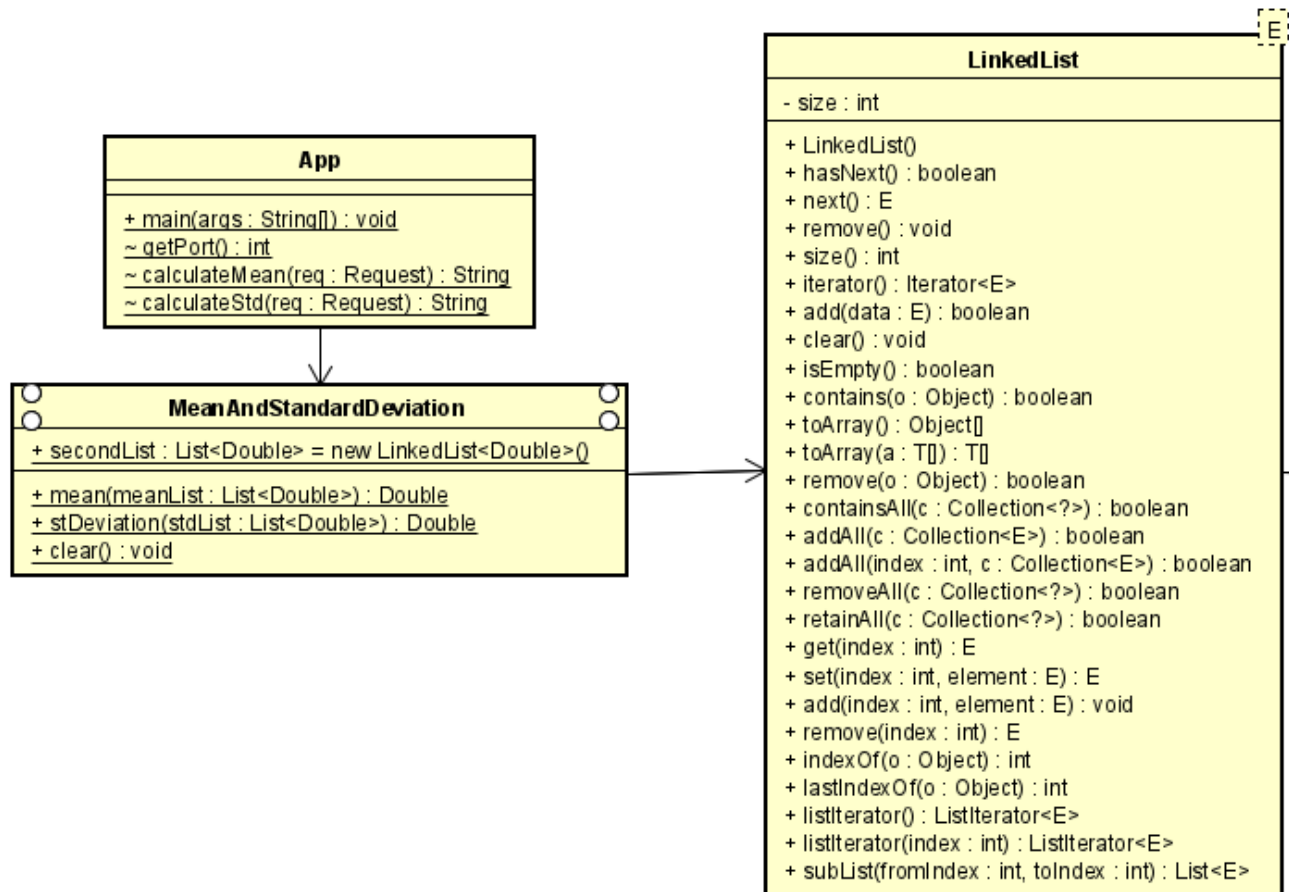 App
+ main(args : String[]) : void
~ getPort() : int
~ calculateMean(req : Request) : String
~ calculateStd(req : Request) : String
MeanAndStandardDeviation
+ secondList : List<Double> = new LinkedList<Double>()
+ mean(meanList : List<Double>) : Double
+ stDeviation(stdList : List<Double>) : Double
+ clear() : void
E
LinkedList
- size : int
+ LinkedList()
+ hasNext() : boolean
+ next() : E
+ remove() : void
+ size() : int
+ iterator() : Iterator<E>
+ add(data : E) : boolean
+ clear() : void
+ isEmpty() : boolean
+ contains(o : Object) : boolean
+ toArray() : Object[]
+ toArray(a : T[]) : T[]
+ remove(o : Object) : boolean
+ containsAll(c : Collection<?>) : boolean
+ addAll(c : Collection<E>) : boolean
+ addAll(index : int, c : Collection<E>) : boolean
+ removeAll(c : Collection<?>) : boolean
+ retainAll(c : Collection<?>) : boolean
+ get(index : int) : E
+ set(index : int, element : E) : E
+ add(index : int, element : E) : void
+ remove(index : int) : E
+ indexOf(o : Object) : int
+ lastIndexOf(o : Object) : int
+ listIterator() : ListIterator<E>
+ listIterator(index : int) : ListIterator<E>
+ subList(fromIndex : int, toIndex : int) : List<E>